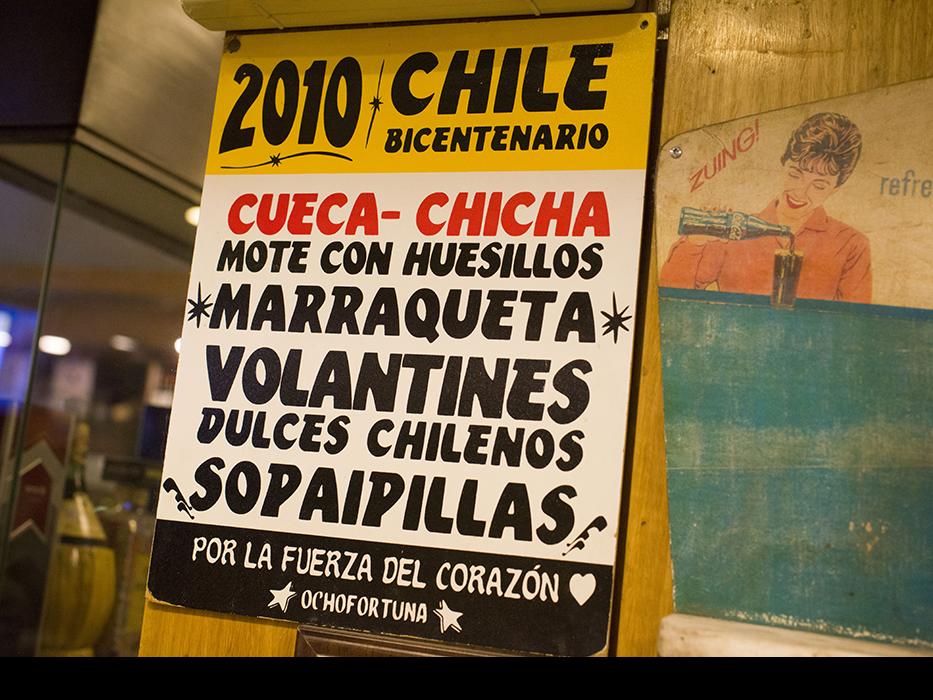 2010 CHILE
BICENTENARIO
CUECA- CHICHA
MOTE CON HUESILLOS
MARRAQUETA
VOLANTINES
DULCES CHILENOS
SOPAIPILLAS
POR LA FUERZA DEL CORAZÓN
OCHOFORTUNA
ZUING!
refre